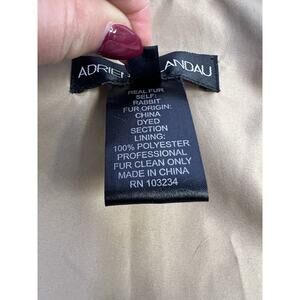 ADRIEN LANDAU
REAL FUR
SELF:
RABBIT
FUR ORIGIN:
CHINA
DYED
SECTION
LINING:
100% POLYESTER
PROFESSIONAL
FUR CLEAN ONLY
MADE IN CHINA
RN 103234